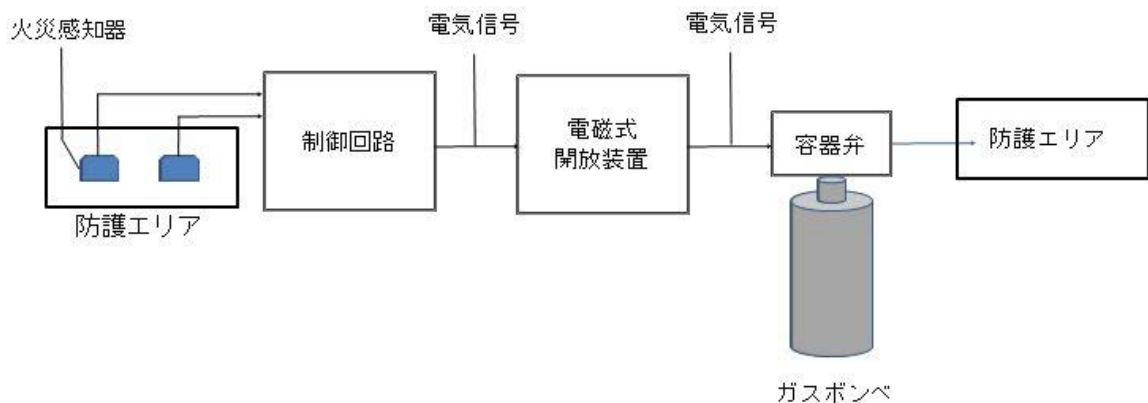 火災感知器
電気信号
電気信号
制御回路
電磁式
開放装置
容器弁
防護エリア
防護エリア
ガスボンベ